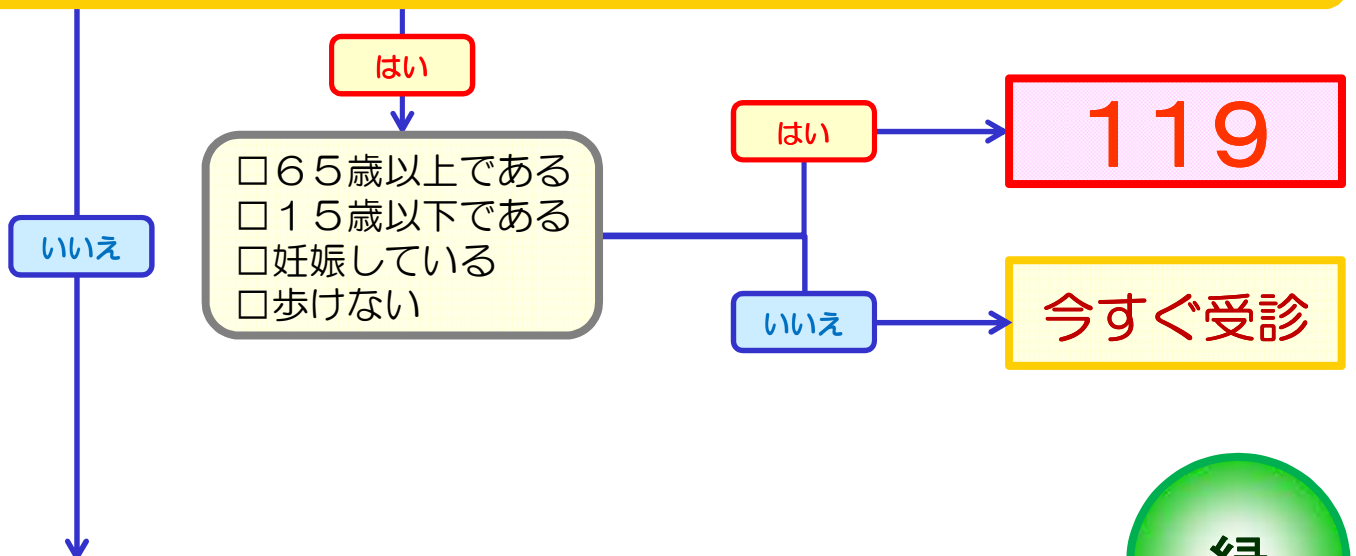 はい
□６５歳以上である
□１５歳以下である
□妊娠している
□歩けない
いいえ
はい
１１９
いいえ
今すぐ受診